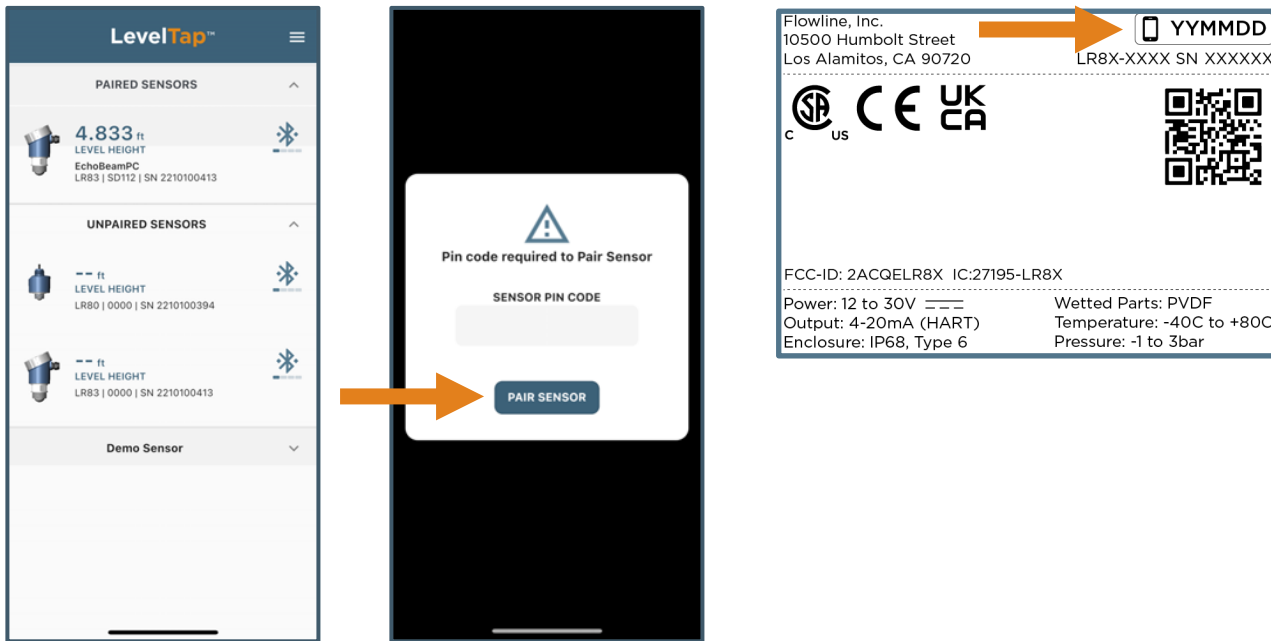 LevelTap™
PAIRED SENSORS
4.833 ft
LEVEL HEIGHT
EchoBeamPC
LR83 | SD112 | SN 2210100413
UNPAIRED SENSORS
-- ft
LEVEL HEIGHT
LR80 | 0000 | SN 2210100394
-- ft
LEVEL HEIGHT
LR83 | 0000 | SN 2210100413
Demo Sensor
Pin code required to Pair Sensor
SENSOR PIN CODE
PAIR SENSOR
Flowline, Inc.
10500 Humbolt Street
Los Alamitos, CA 90720
YYMMDD
LR8X-XXXX SN XXXXXX
C SA US CE UK CA
FCC-ID: 2ACQELR8X IC:27195-LR8X
Power: 12 to 30V
Output: 4-20mA (HART)
Enclosure: IP68, Type 6
Wetted Parts: PVDF
Temperature: -40C to +80C
Pressure: -1 to 3bar